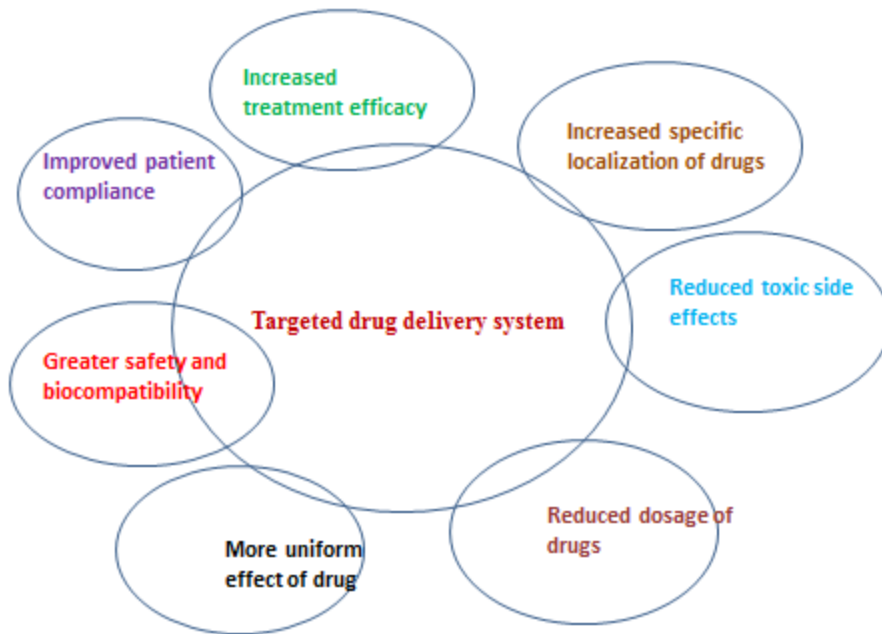 Increased
treatment efficacy
Increased specific
localization of drugs
Improved patient
compliance
Reduced toxic side
effects
Targeted drug delivery system
Greater safety and
biocompatibility
Reduced dosage of
drugs
More uniform
effect of drug